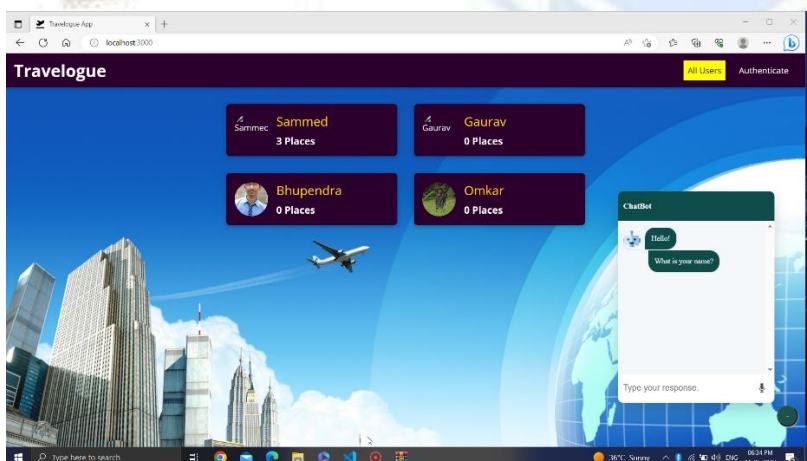 Travelogue App
localhost:3000
Travelogue
All Users
Authenticate
Sammec
Sammed
3 Places
Gaurav
Gaurav
0 Places
Bhupendra
0 Places
Omkar
0 Places
ChatBot
Hello!
What is your name?
Type your response.
Type here to search
36°C Sunny
ENG
06:34 PM